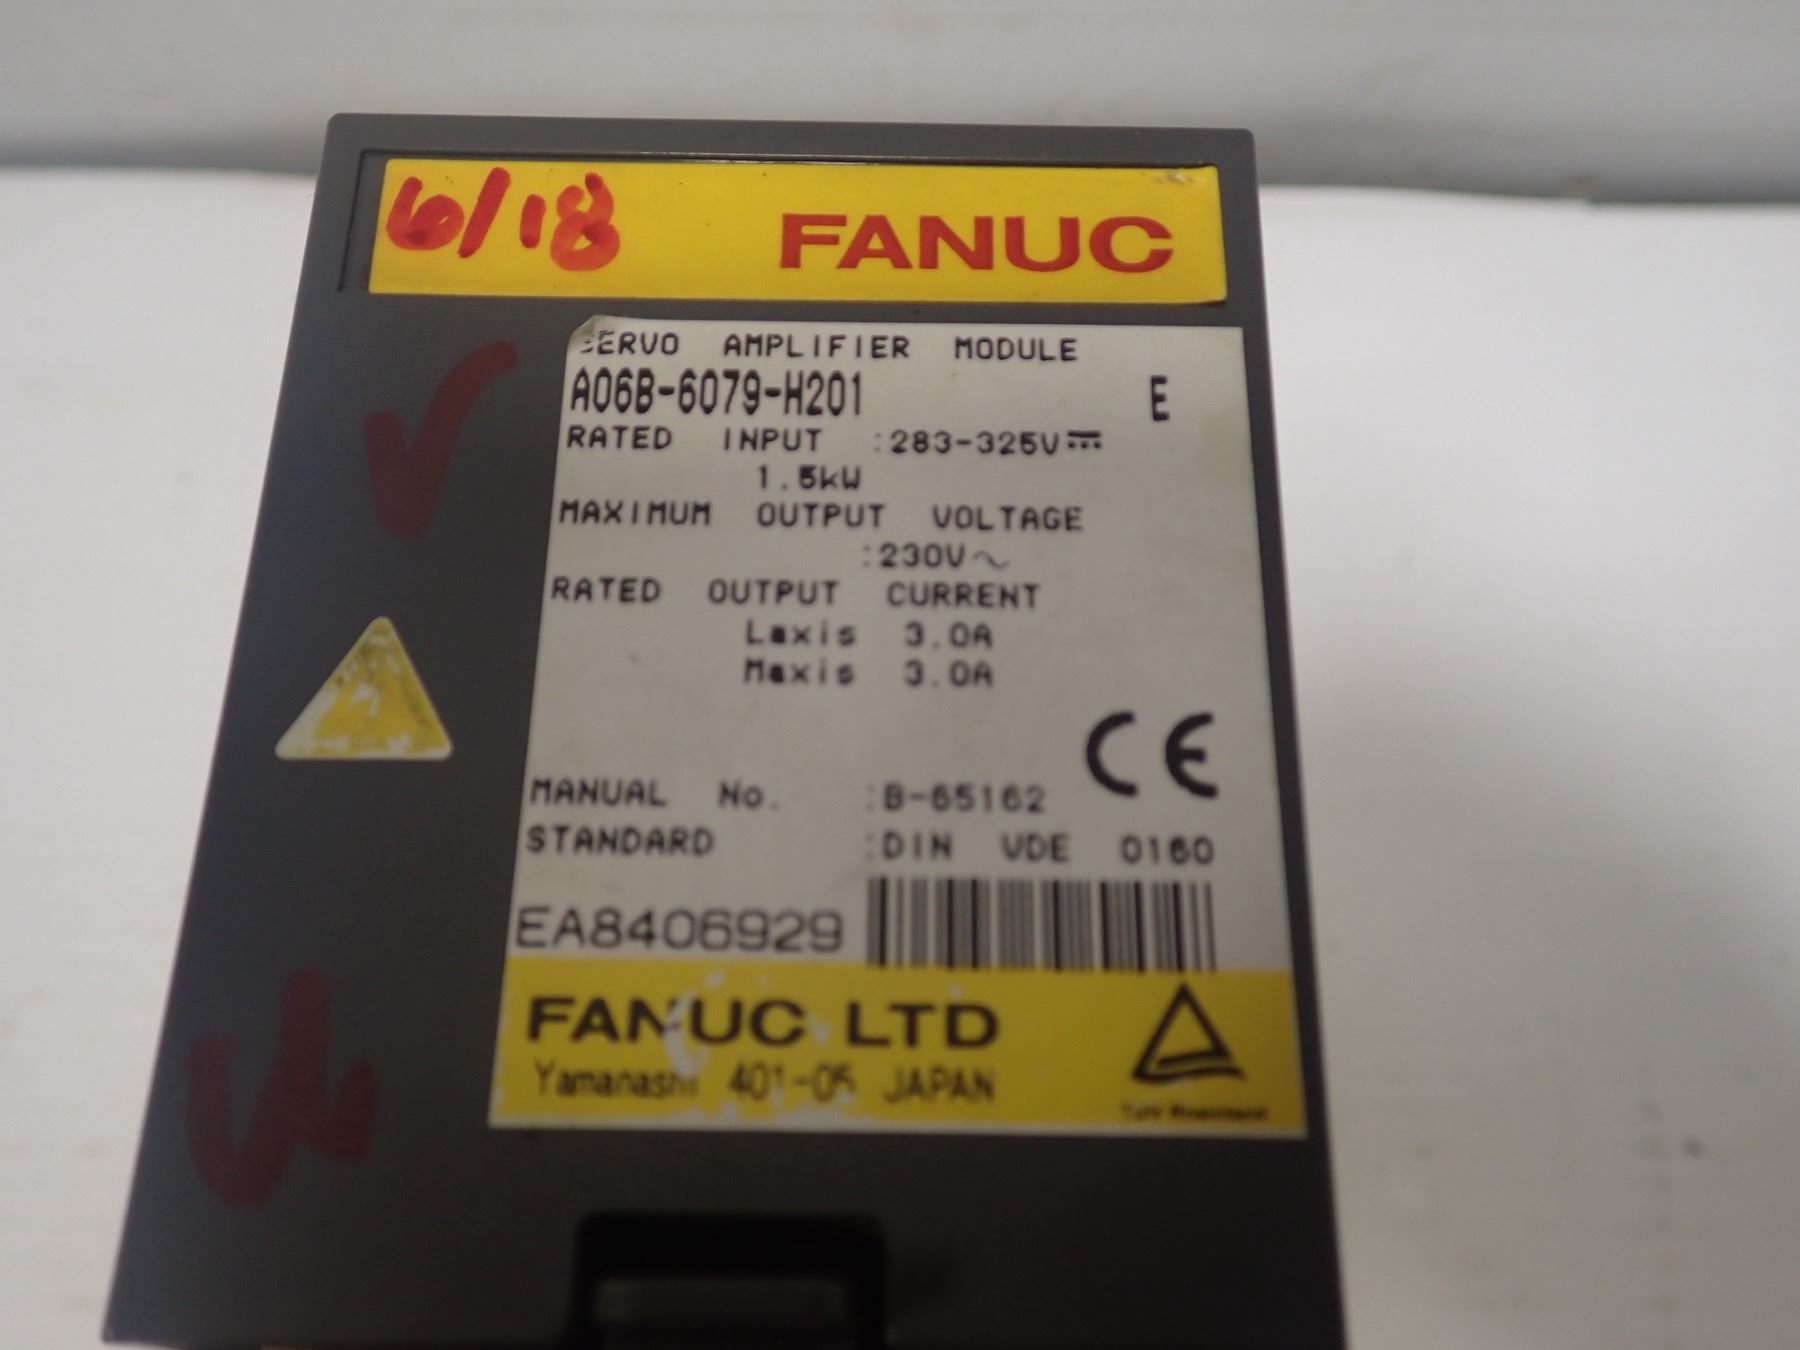 6/18 FANUC
SERVO AMPLIFIER MODULE
A06B-6079-H201 E
RATED INPUT :283-325V⎓
1.5kW
MAXIMUM OUTPUT VOLTAGE
:230V~
RATED OUTPUT CURRENT
Laxis 3.0A
Maxis 3.0A
CE
MANUAL No. :B-65162
STANDARD :DIN VDE 0160
EA8406929
FANUC LTD
Yamanashi 401-05 JAPAN
TUV Rheinland